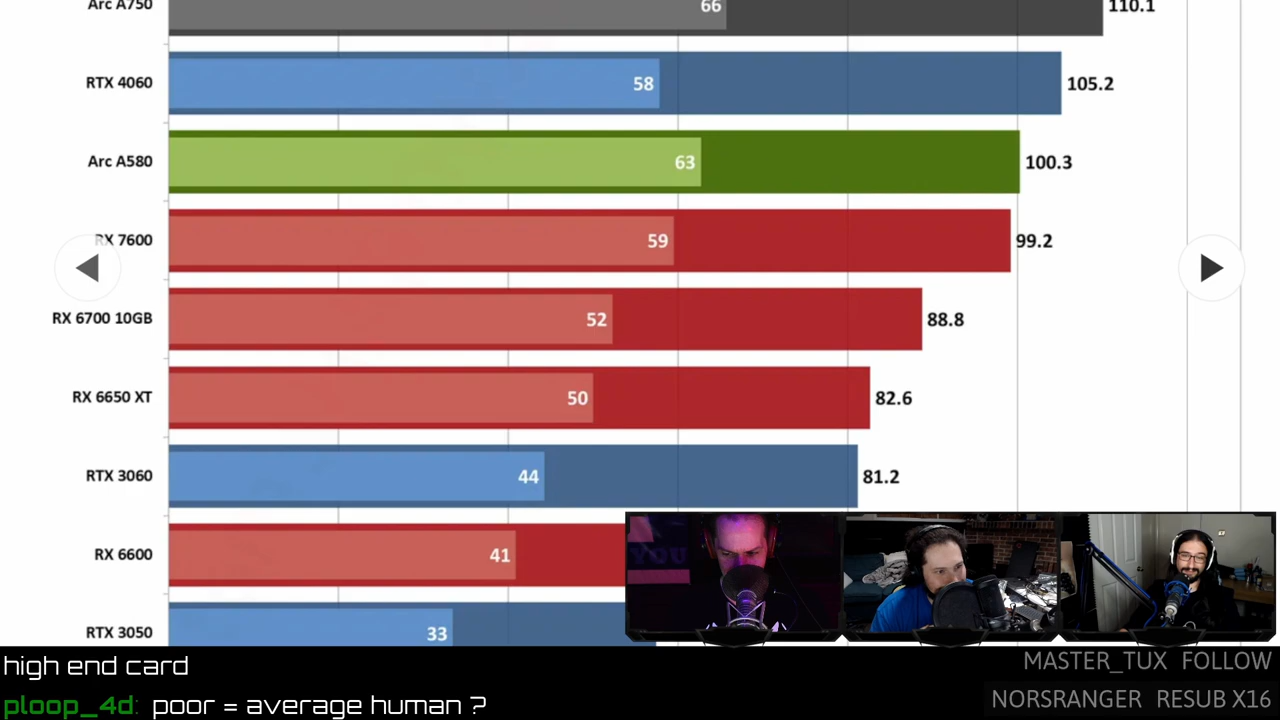 Arc A750 66 110.1
RTX 4060 58 105.2
Arc A580 63 100.3
RX 7600 59 99.2
RX 6700 10GB 52 88.8
RX 6650 XT 50 82.6
RTX 3060 44 81.2
RX 6600 41
RTX 3050 33
YOU
high end card
MASTER_TUX FOLLOW
ploop_4d: poor = average human ?
NORSRANGER RESUB X16